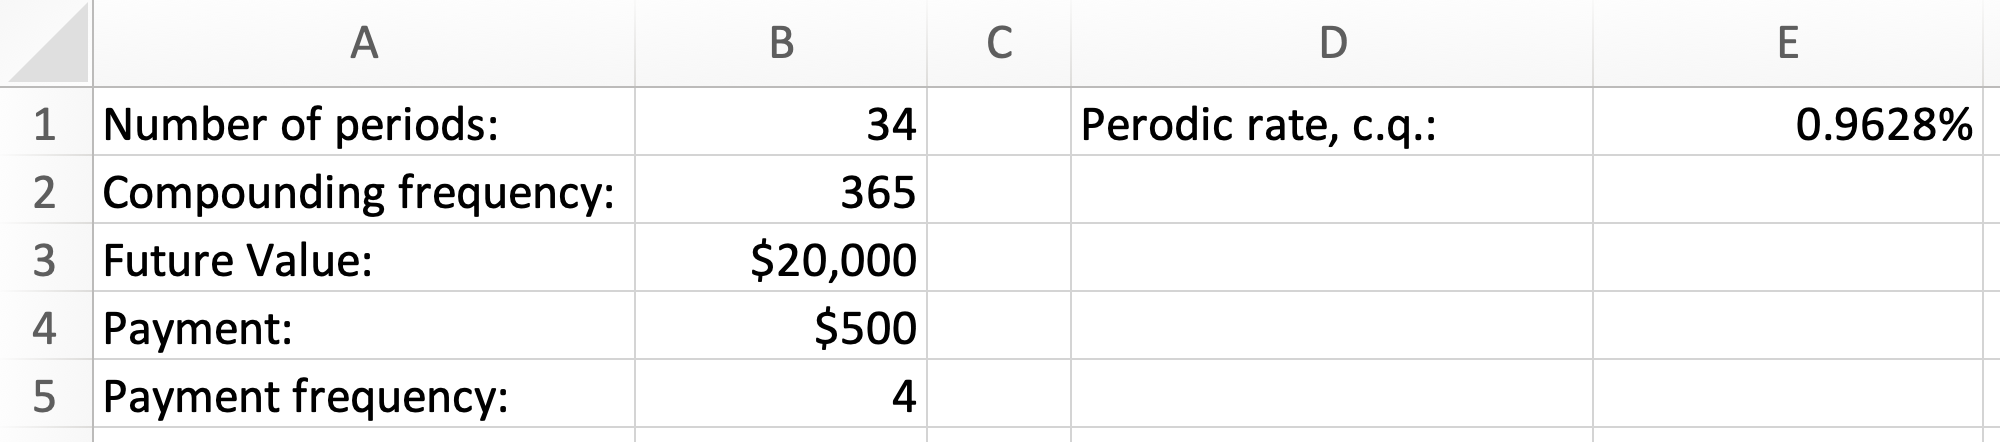 A B C D E
1 Number of periods: 34 Perodic rate, c.q.: 0.9628%
2 Compounding frequency: 365
3 Future Value: $20,000
4 Payment: $500
5 Payment frequency: 4